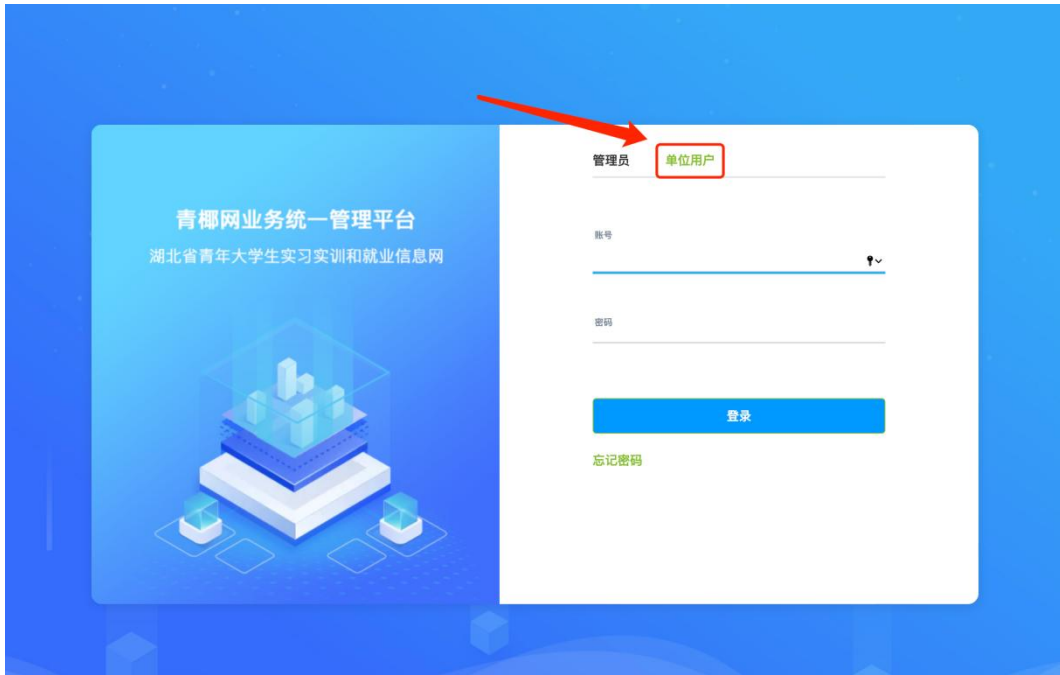 管理员 单位用户
青椰网业务统一管理平台
湖北省青年大学生实习实训和就业信息网
账号
密码
登录
忘记密码